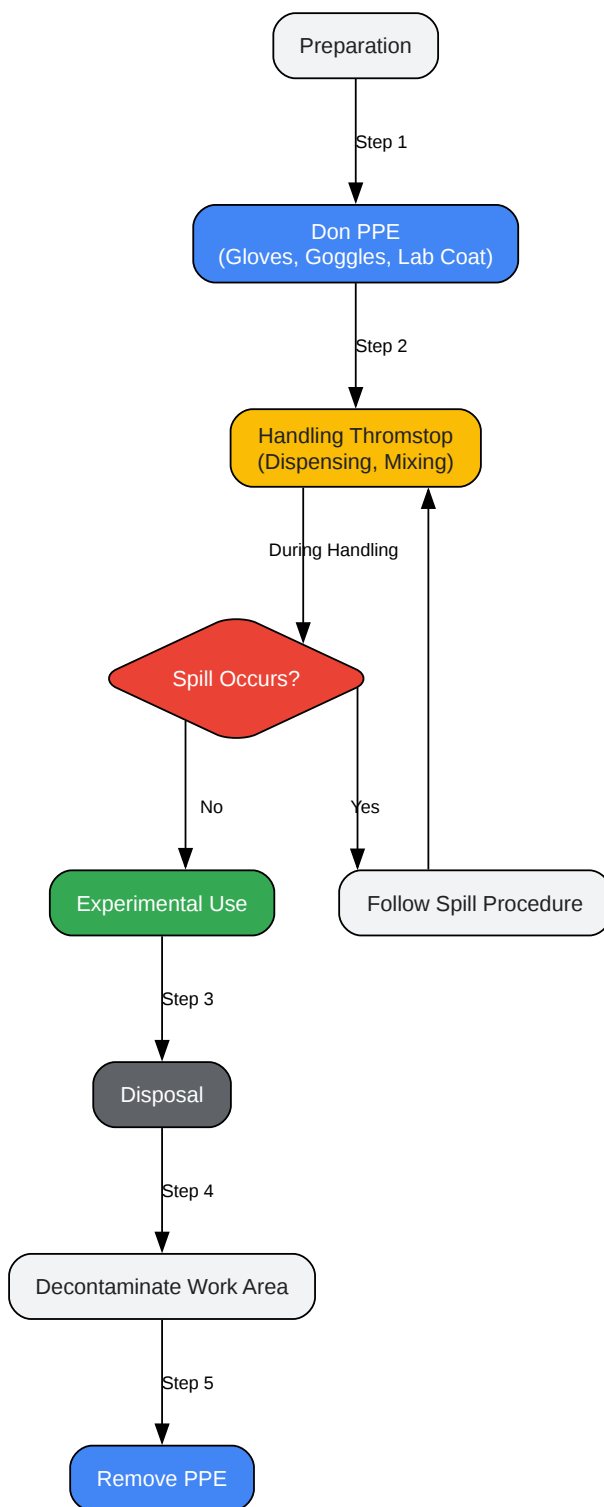 Preparation
Step 1
Don PPE
(Gloves, Goggles, Lab Coat)
Step 2
Handling Thromstop
(Dispensing, Mixing)
During Handling
Spill Occurs?
No
Yes
Experimental Use
Follow Spill Procedure
Step 3
Disposal
Step 4
Decontaminate Work Area
Step 5
Remove PPE